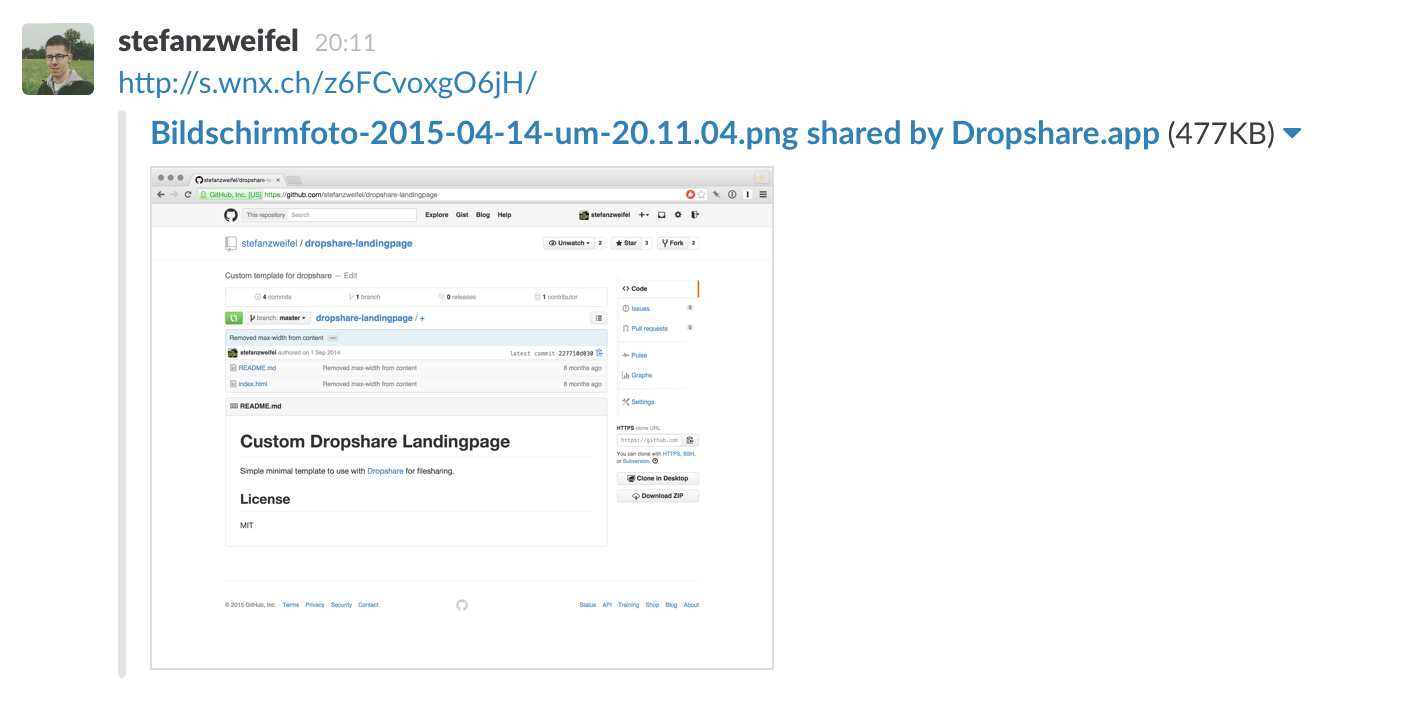 stefanzweifel 20:11
http://s.wnx.ch/z6FCvoxgO6jH/
Bildschirmfoto-2015-04-14-um-20.11.04.png shared by Dropshare.app (477KB)
stefanzweifel/dropshare-l
GitHub, Inc. [US] https://github.com/stefanzweifel/dropshare-landingpage
This repository Search Explore Gist Blog Help stefanzweifel
stefanzweifel / dropshare-landingpage Unwatch 2 Star 3 Fork 2
Custom template for dropshare — Edit
4 commits 1 branch 0 releases 1 contributor
branch: master dropshare-landingpage / +
Removed max-width from content
stefanzweifel authored on 1 Sep 2014 latest commit 227710d030
README.md Removed max-width from content 8 months ago
index.html Removed max-width from content 8 months ago
README.md
Custom Dropshare Landingpage
Simple minimal template to use with Dropshare for filesharing.
License
MIT
Code
Issues 0
Pull requests 0
Pulse
Graphs
Settings
HTTPS clone URL
https://github.com
You can clone with HTTPS, SSH,
or Subversion.
Clone in Desktop
Download ZIP
© 2015 GitHub, Inc. Terms Privacy Security Contact Status API Training Shop Blog About